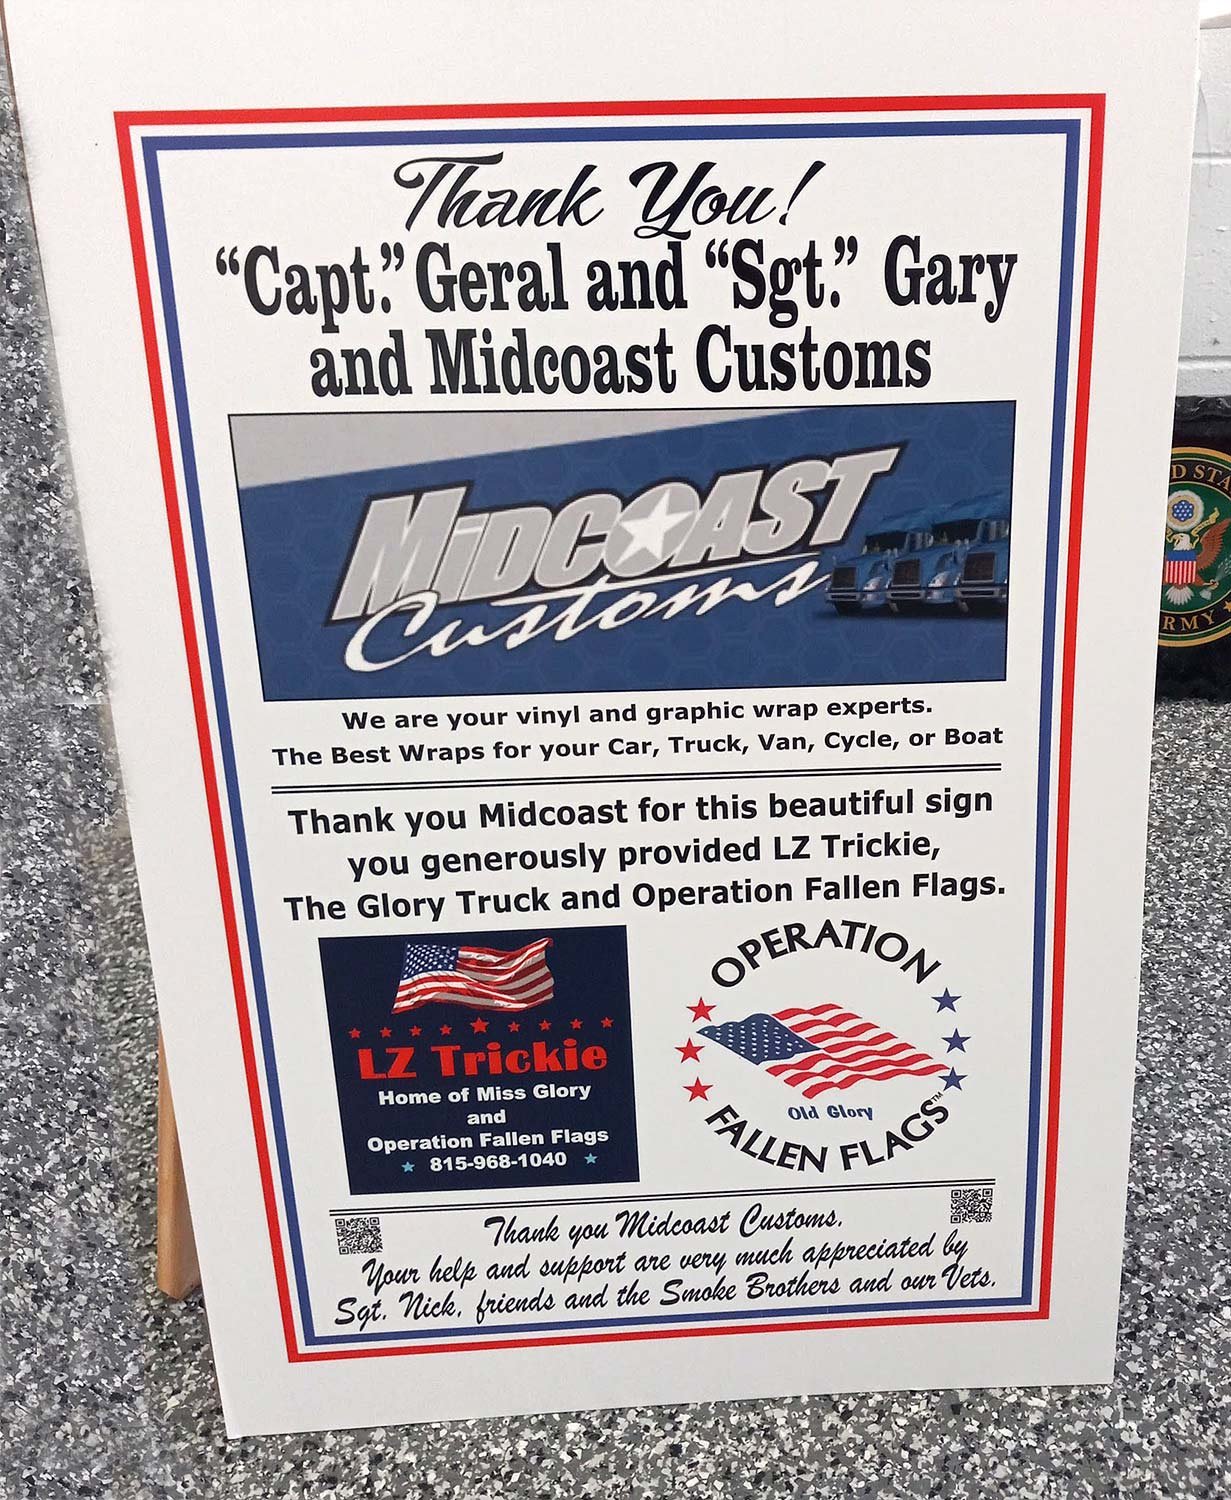 Thank You!
“Capt.” Geral and “Sgt.” Gary
and Midcoast Customs
MiDCOAST
Customs
We are your vinyl and graphic wrap experts.
The Best Wraps for your Car, Truck, Van, Cycle, or Boat
Thank you Midcoast for this beautiful sign
you generously provided LZ Trickie,
The Glory Truck and Operation Fallen Flags.
LZ Trickie
Home of Miss Glory
and
Operation Fallen Flags
815-968-1040
OPERATION
Old Glory
FALLEN FLAGS™
Thank you Midcoast Customs.
Your help and support are very much appreciated by
Sgt. Nick, friends and the Smoke Brothers and our Vets.
D STA
RMY